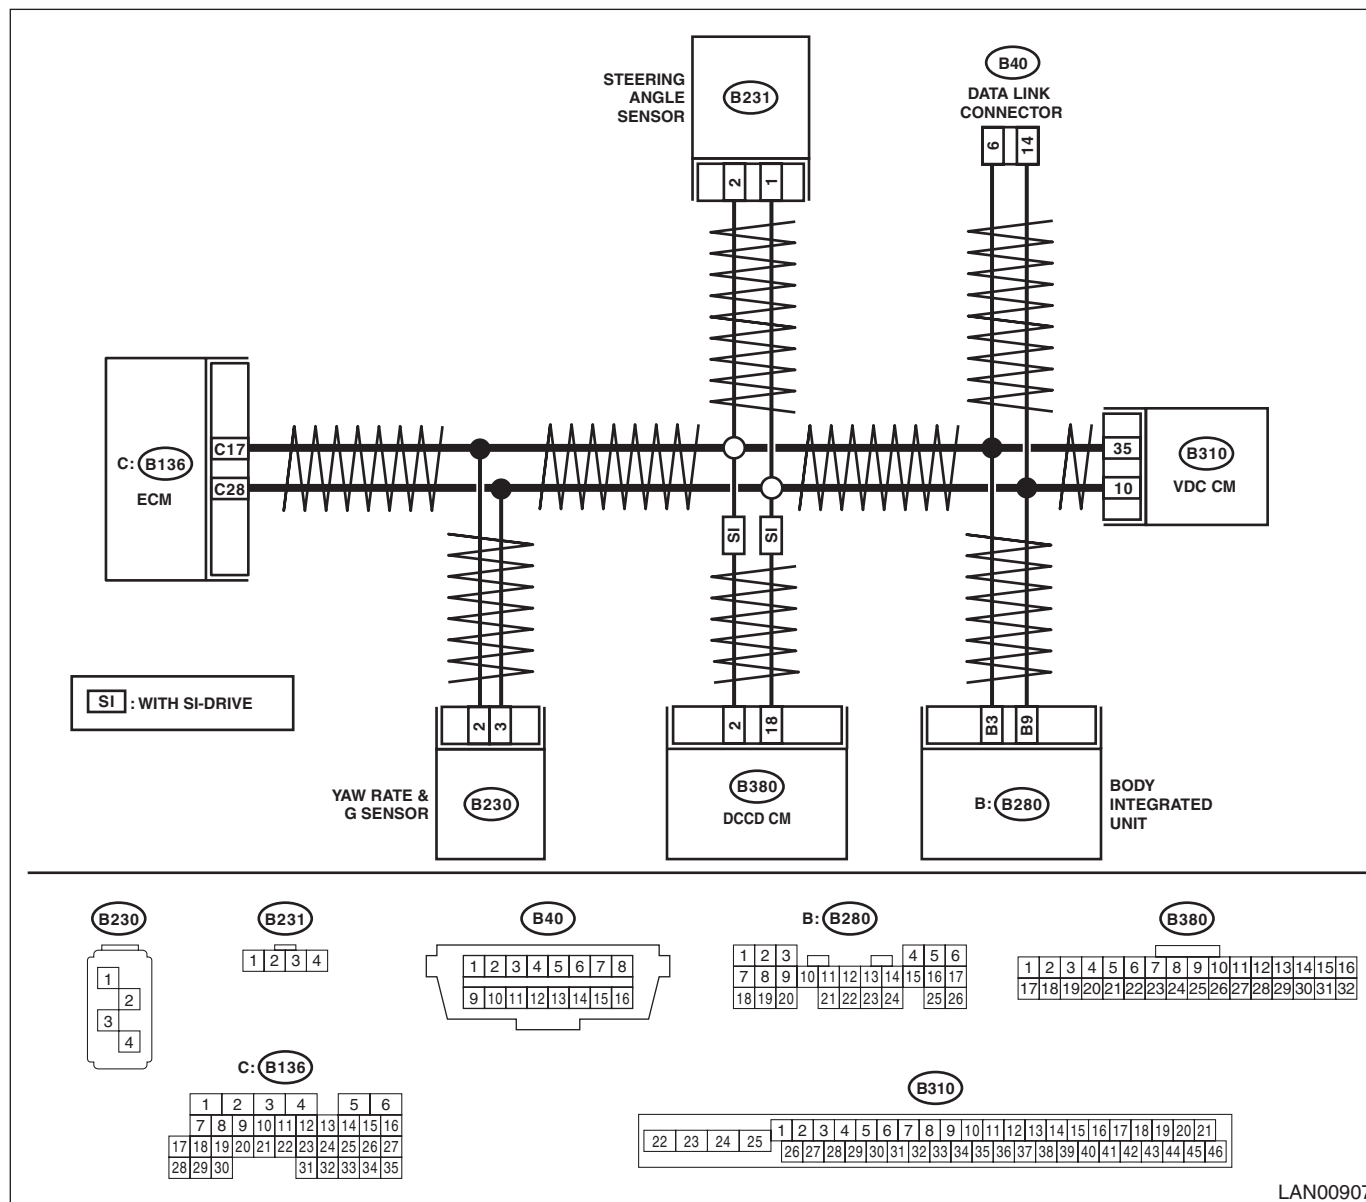 B40
DATA LINK
CONNECTOR
STEERING
ANGLE
SENSOR
B231
6 14
2 1
C17
C: B136
ECM
C28
35
B310
VDC CM
10
SI SI
SI : WITH SI-DRIVE
2 3
2 18
B3 B9
YAW RATE &
G SENSOR
B230
B380
DCCD CM
B: B280
BODY
INTEGRATED
UNIT
B230
1
2
3
4
B231
1 2 3 4
B40
1 2 3 4 5 6 7 8
9 10 11 12 13 14 15 16
B: B280
1 2 3 4 5 6
7 8 9 10 11 12 13 14 15 16 17
18 19 20 21 22 23 24 25 26
B380
1 2 3 4 5 6 7 8 9 10 11 12 13 14 15 16
17 18 19 20 21 22 23 24 25 26 27 28 29 30 31 32
C: B136
1 2 3 4 5 6
7 8 9 10 11 12 13 14 15 16
17 18 19 20 21 22 23 24 25 26 27
28 29 30 31 32 33 34 35
B310
1 2 3 4 5 6 7 8 9 10 11 12 13 14 15 16 17 18 19 20 21
22 23 24 25
26 27 28 29 30 31 32 33 34 35 36 37 38 39 40 41 42 43 44 45 46
LAN00907